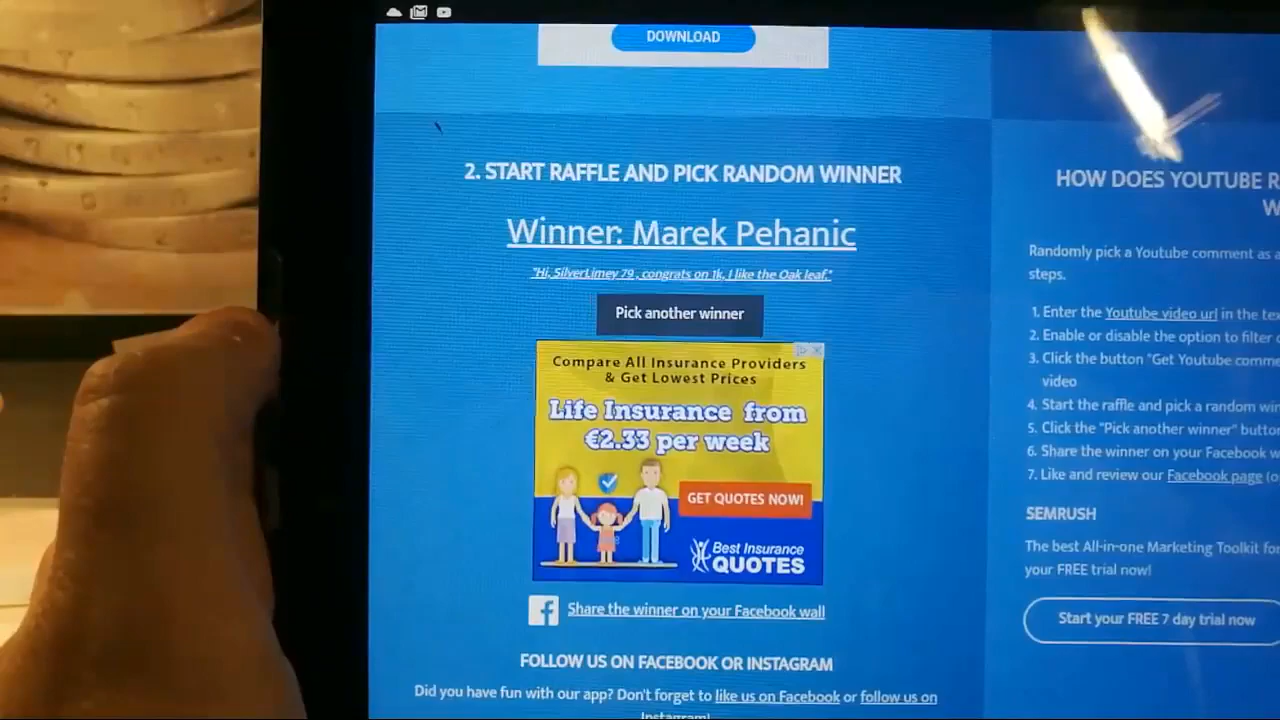 DOWNLOAD
2. START RAFFLE AND PICK RANDOM WINNER
Winner: Marek Pehanic
"Hi, SilverLimey 79 , congrats on 1k, I like the Oak leaf."
Pick another winner
Compare All Insurance Providers
& Get Lowest Prices
Life Insurance from
€2.33 per week
GET QUOTES NOW!
Best Insurance
QUOTES
Share the winner on your Facebook wall
FOLLOW US ON FACEBOOK OR INSTAGRAM
Did you have fun with our app? Don't forget to like us on Facebook or follow us on
Instagram!
HOW DOES YOUTUBE R
W
Randomly pick a Youtube comment as a
steps.
1. Enter the Youtube video url in the te
2. Enable or disable the option to filter
3. Click the button "Get Youtube comme
video
4. Start the raffle and pick a random win
5. Click the "Pick another winner" butto
6. Share the winner on your Facebook w
7. Like and review our Facebook page (o
SEMRUSH
The best All-in-one Marketing Toolkit for
your FREE trial now!
Start your FREE 7 day trial now